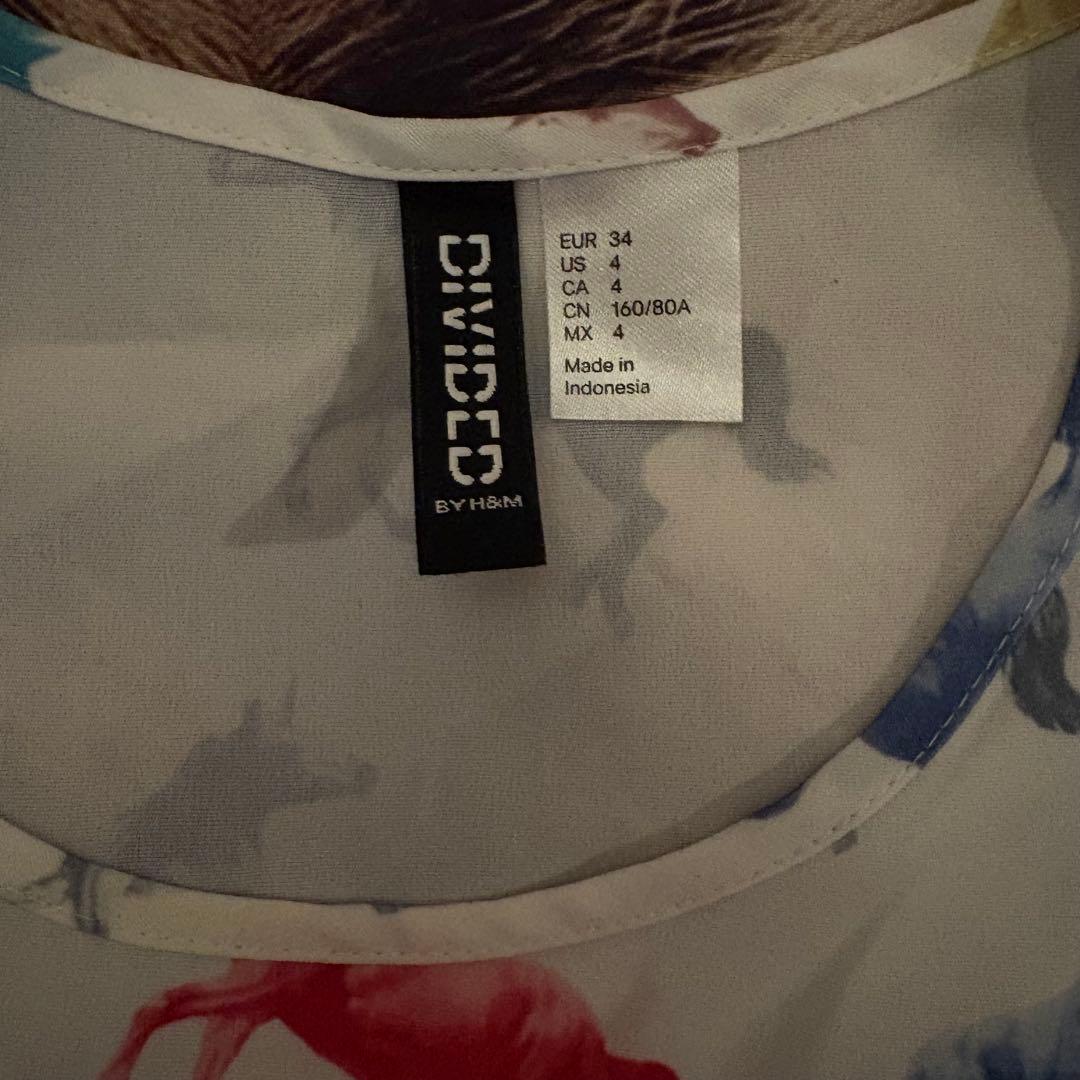 DIVIDED
BY H&M
EUR 34
US 4
CA 4
CN 160/80A
MX 4
Made in
Indonesia